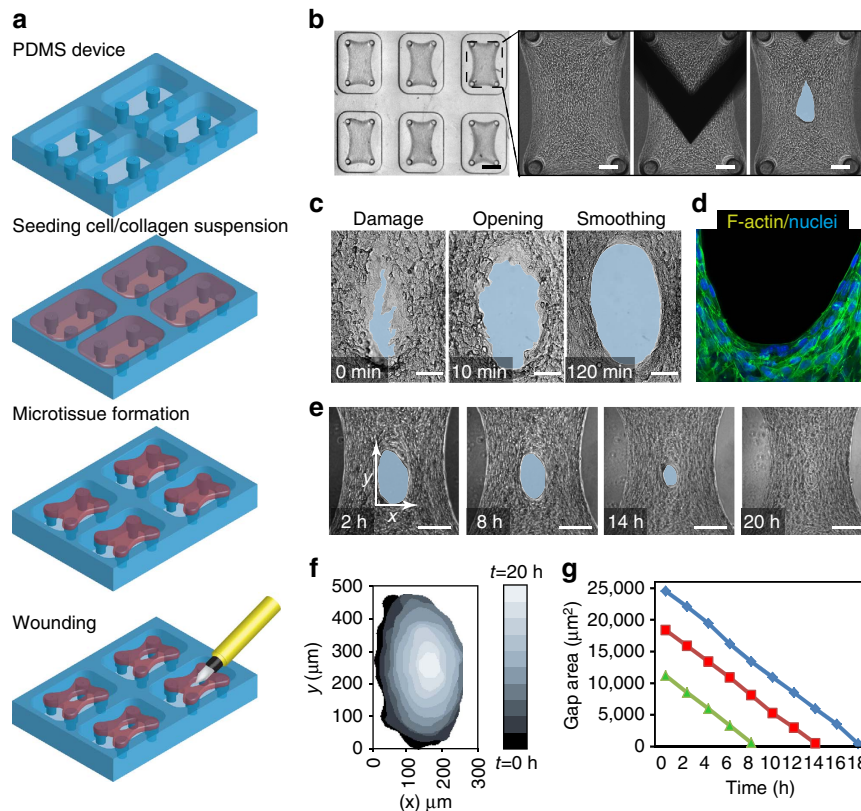 a
PDMS device
Seeding cell/collagen suspension
Microtissue formation
Wounding
b
c
Damage
Opening
Smoothing
0 min
10 min
120 min
d
F-actin/nuclei
e
y
x
2 h
8 h
14 h
20 h
f
t=20 h
t=0 h
500
400
300
200
100
0
y (μm)
0
100
200
300
(x) μm
g
25,000
20,000
15,000
10,000
5,000
0
Gap area (μm²)
0 2 4 6 8 10 12 14 16 18
Time (h)